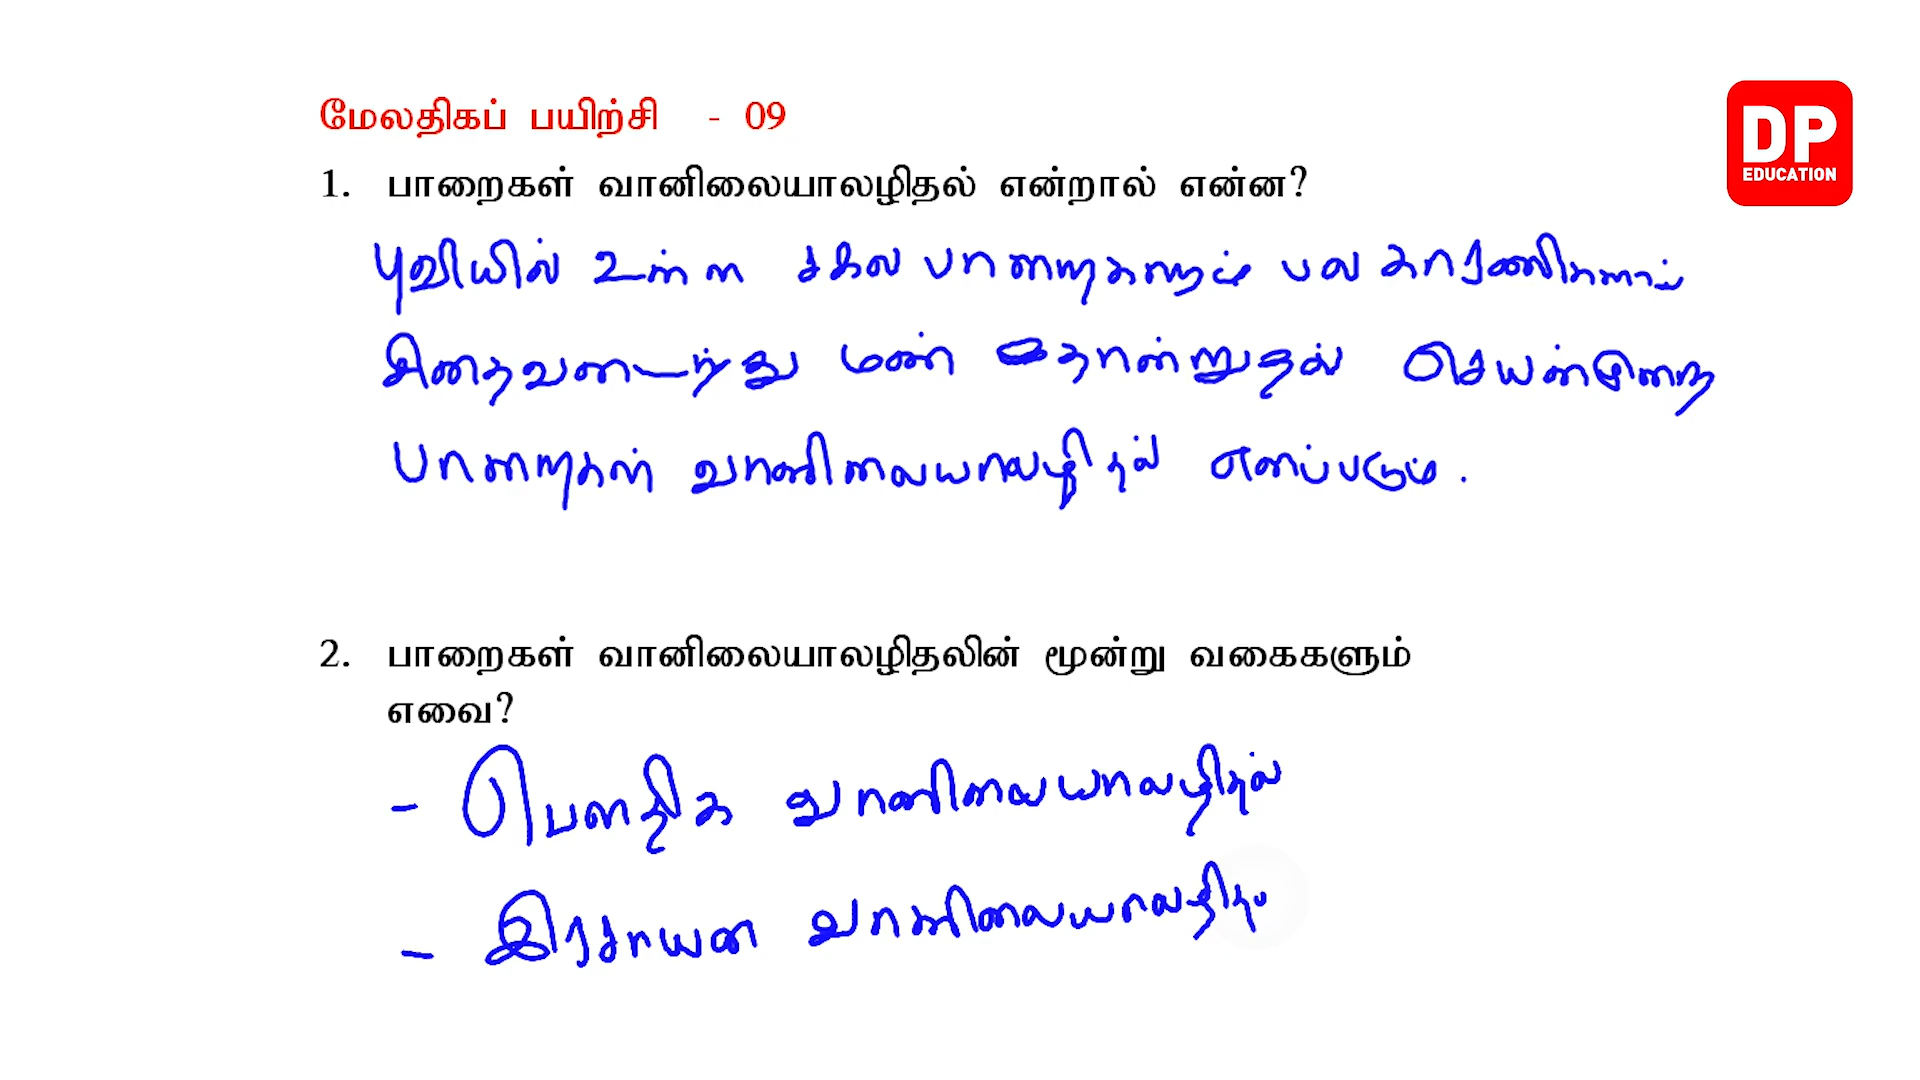 மேலதிகப் பயிற்சி - 09
DP
EDUCATION
1. பாறைகள் வானிலையாலழிதல் என்றால் என்ன?
புவியில் உள்ள சகல பாறைகளும் பல காரணிகளால்
சிதைவடைந்து மண் தோன்றுதல் செயன்முறை
பாறைகள் வானிலையாலழிதல் எனப்படும்.
2. பாறைகள் வானிலையாலழிதலின் மூன்று வகைகளும்
எவை?
- பௌதிக வானிலையாலழிதல்
- இரசாயன வானிலையாலழிதல்